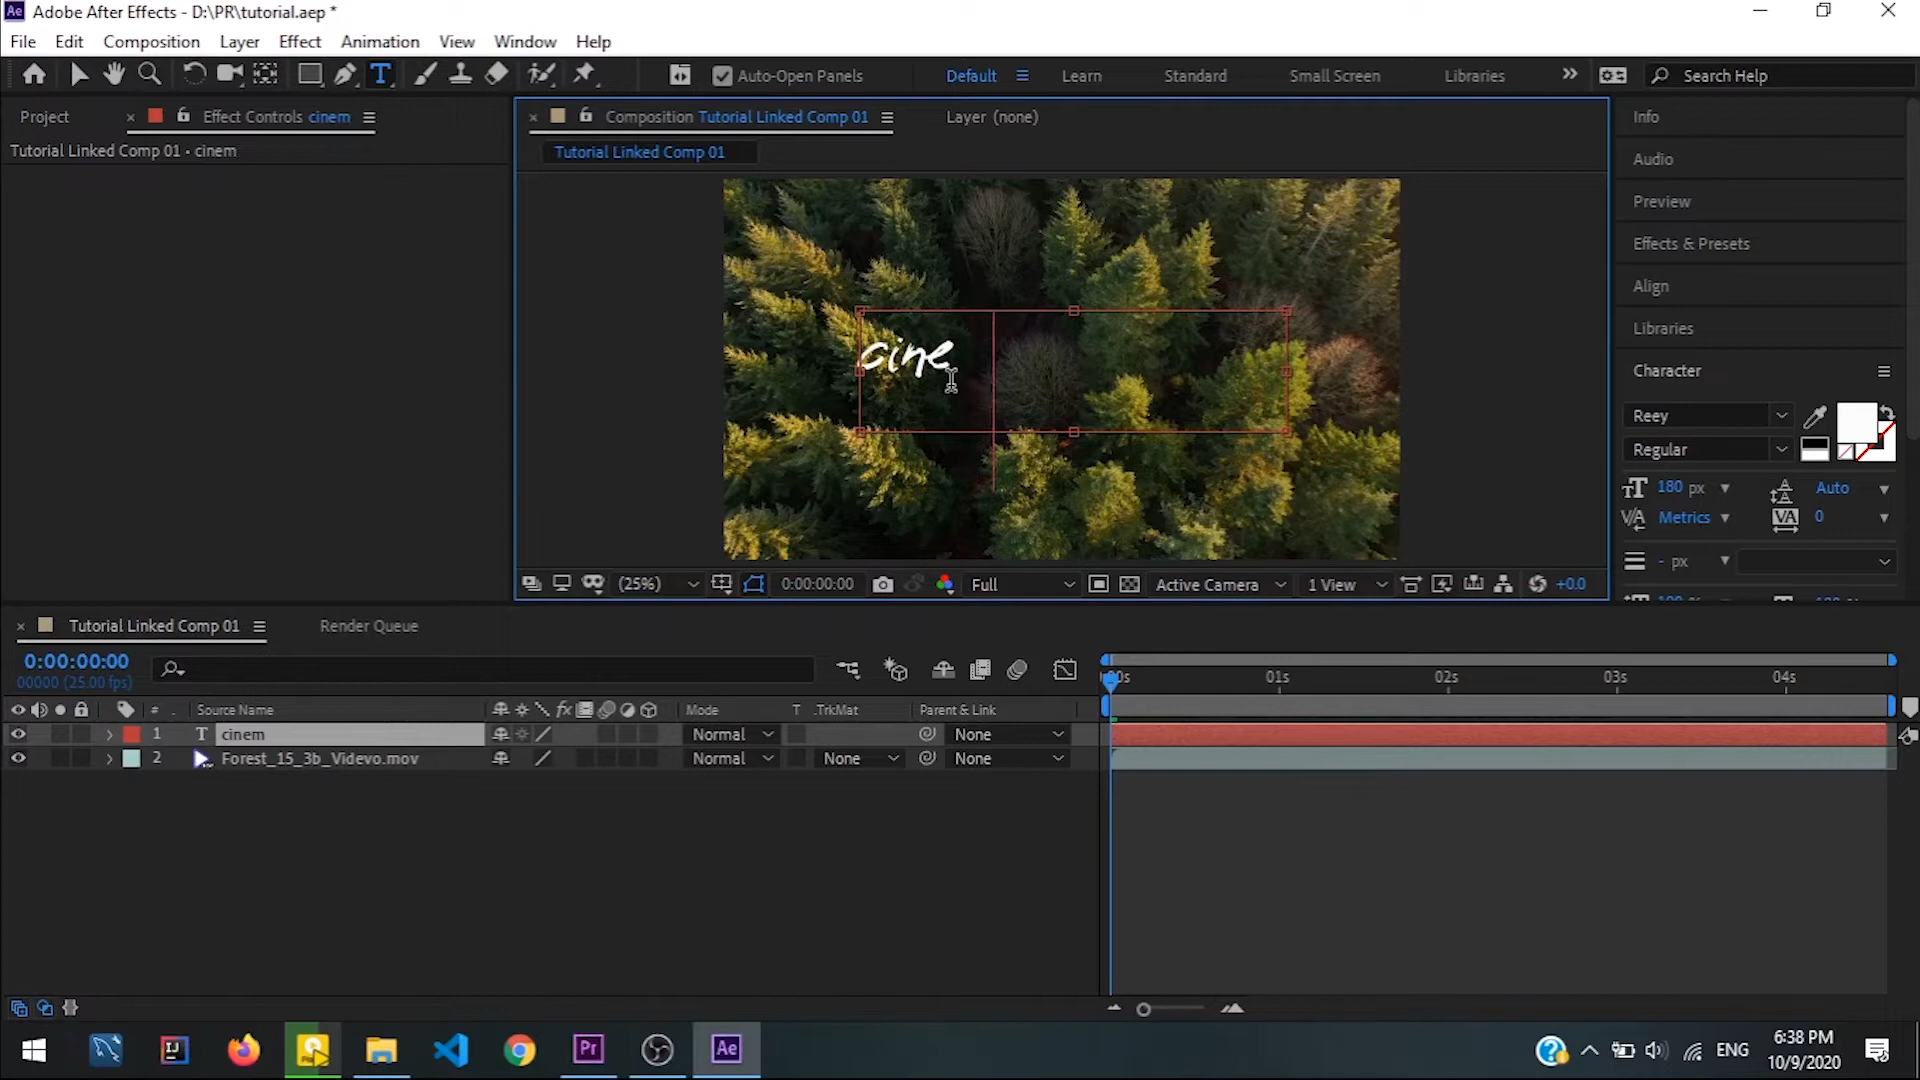 Ae Adobe After Effects - D:\PR\tutorial.aep *
File Edit Composition Layer Effect Animation View Window Help
T Auto-Open Panels Default Learn Standard Small Screen Libraries Search Help
Project Effect Controls cinem
Tutorial Linked Comp 01 • cinem
Composition Tutorial Linked Comp 01 Layer (none)
Tutorial Linked Comp 01
cine
(25%) 0:00:00:00 Full Active Camera 1 View +0.0
Info
Audio
Preview
Effects & Presets
Align
Libraries
Character
Reey
Regular
180 px Auto
Metrics 0
- px
Tutorial Linked Comp 01 Render Queue
0:00:00:00
00000 (25.00 fps)
01s 02s 03s 04s
# Source Name fx Mode T .TrkMat Parent & Link
1 T cinem Normal None
2 Forest_15_3b_Videvo.mov Normal None None
IJ Pr Ae ENG
6:38 PM
10/9/2020